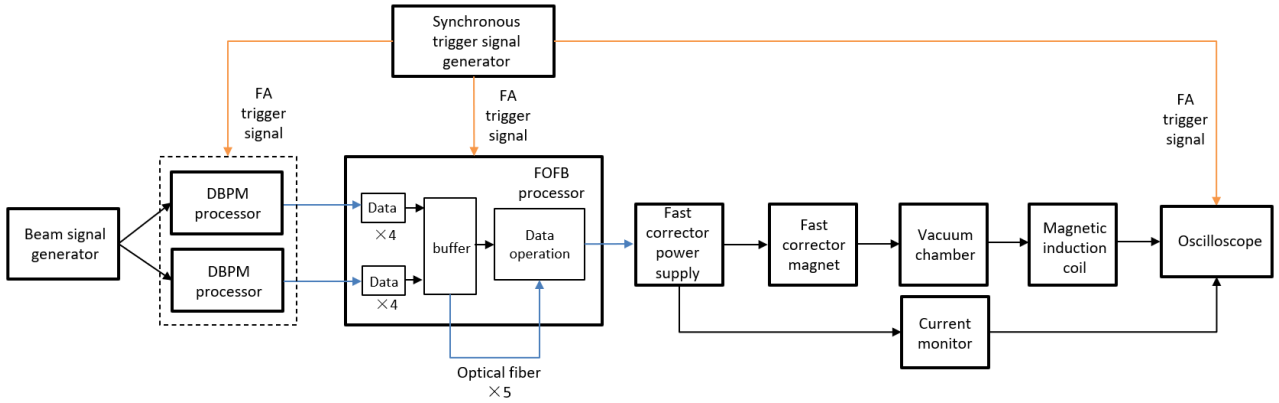 Synchronous
trigger signal
generator
FA
trigger
signal
FA
trigger
signal
FA
trigger
signal
Beam signal
generator
DBPM
processor
DBPM
processor
FOFB
processor
Data
×4
Data
×4
buffer
Data
operation
Optical fiber
×5
Fast
corrector
power
supply
Fast
corrector
magnet
Vacuum
chamber
Magnetic
induction
coil
Oscilloscope
Current
monitor